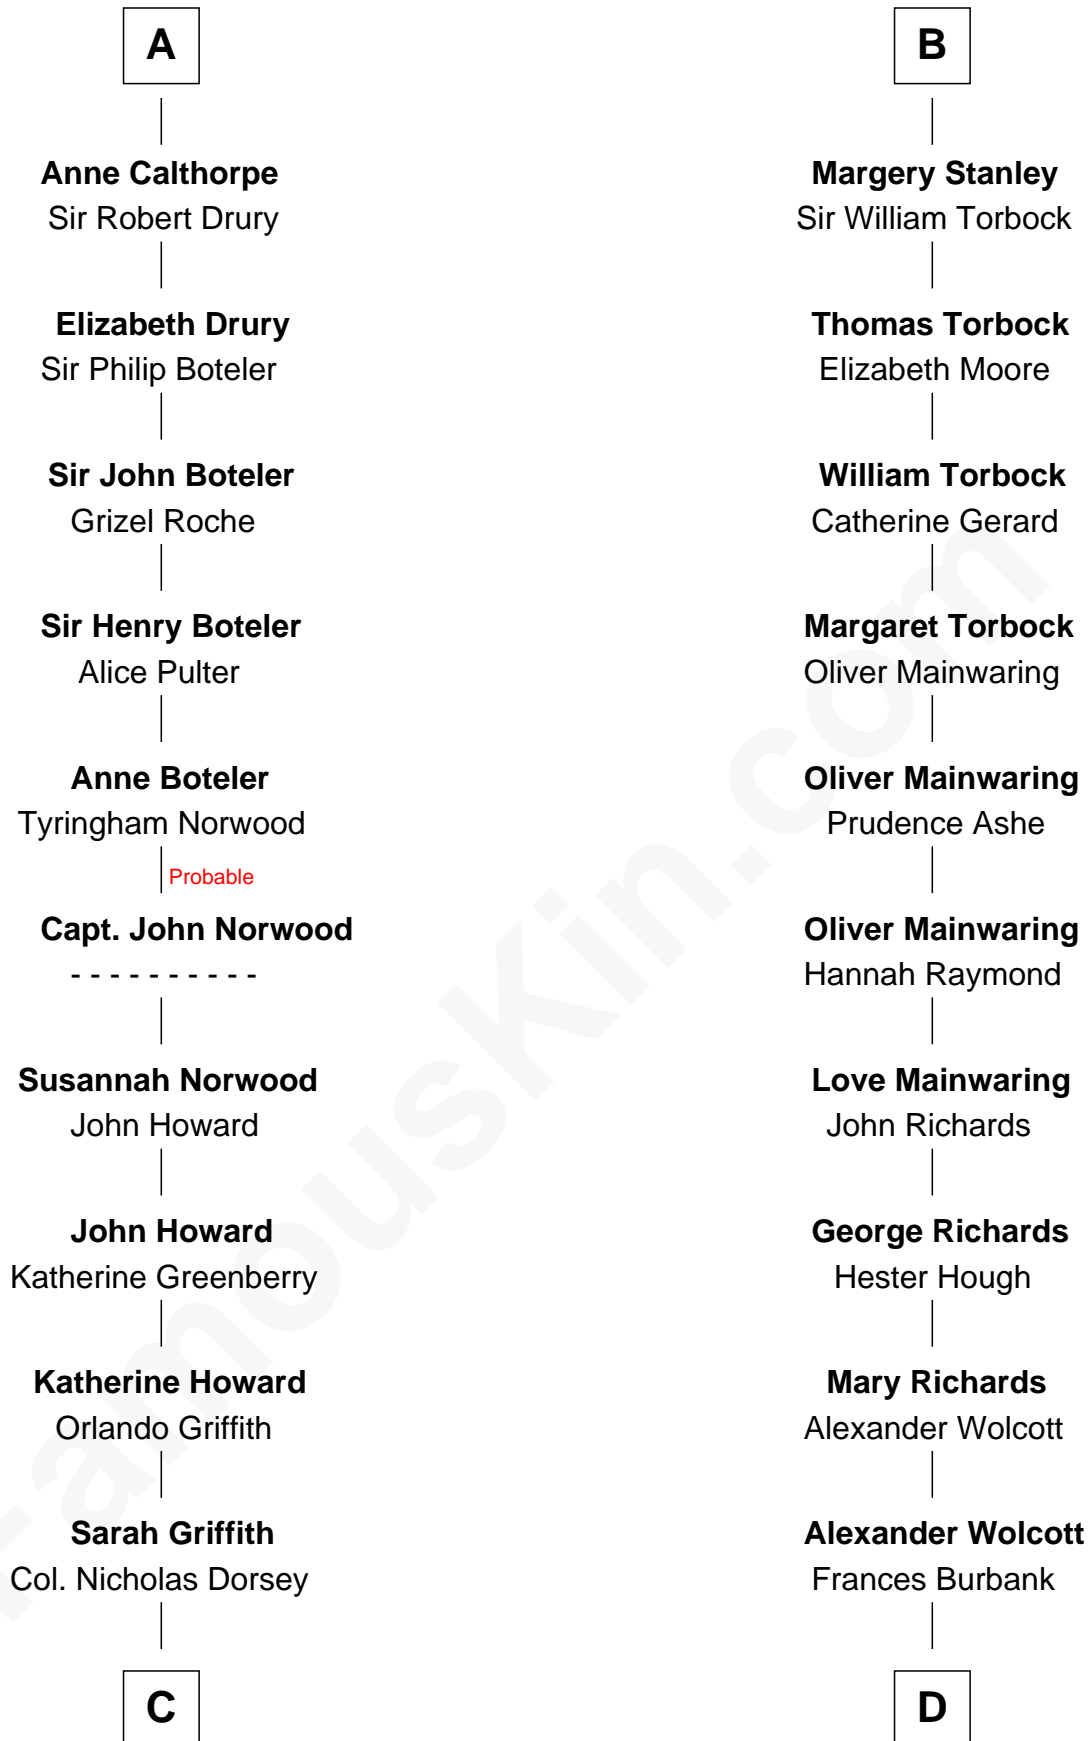 A
Anne Calthorpe
Sir Robert Drury
Elizabeth Drury
Sir Philip Boteler
Sir John Boteler
Grizel Roche
Sir Henry Boteler
Alice Pulter
Anne Boteler
Tyringham Norwood
Probable
Capt. John Norwood
- - - - - - - - - -
Susannah Norwood
John Howard
John Howard
Katherine Greenberry
Katherine Howard
Orlando Griffith
Sarah Griffith
Col. Nicholas Dorsey
C
B
Margery Stanley
Sir William Torbock
Thomas Torbock
Elizabeth Moore
William Torbock
Catherine Gerard
Margaret Torbock
Oliver Mainwaring
Oliver Mainwaring
Prudence Ashe
Oliver Mainwaring
Hannah Raymond
Love Mainwaring
John Richards
George Richards
Hester Hough
Mary Richards
Alexander Wolcott
Alexander Wolcott
Frances Burbank
D
FamousKin.com